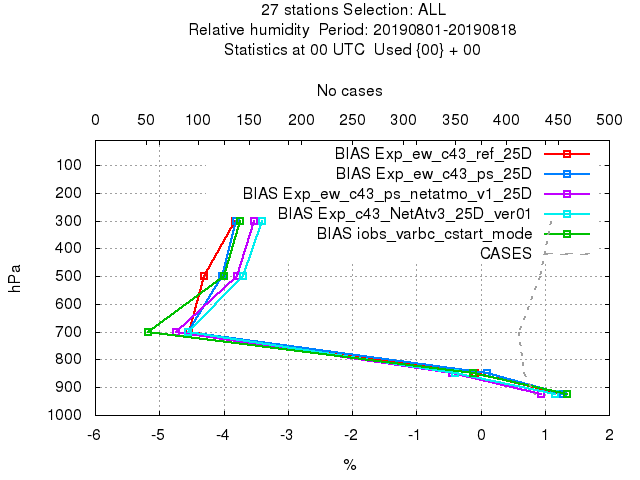 27 stations Selection: ALL
Relative humidity Period: 20190801-20190818
Statistics at 00 UTC Used {00} + 00
No cases
0 50 100 150 200 250 300 350 400 450 500
BIAS Exp_ew_c43_ref_25D
BIAS Exp_ew_c43_ps_25D
BIAS Exp_ew_c43_ps_netatmo_v1_25D
BIAS Exp_c43_NetAtv3_25D_ver01
BIAS iobs_varbc_cstart_mode
CASES
hPa
100
200
300
400
500
600
700
800
900
1000
-6 -5 -4 -3 -2 -1 0 1 2
%